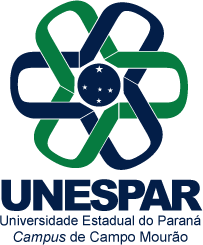 UNESPAR
Universidade Estadual do Paraná
Campus de Campo Mourão